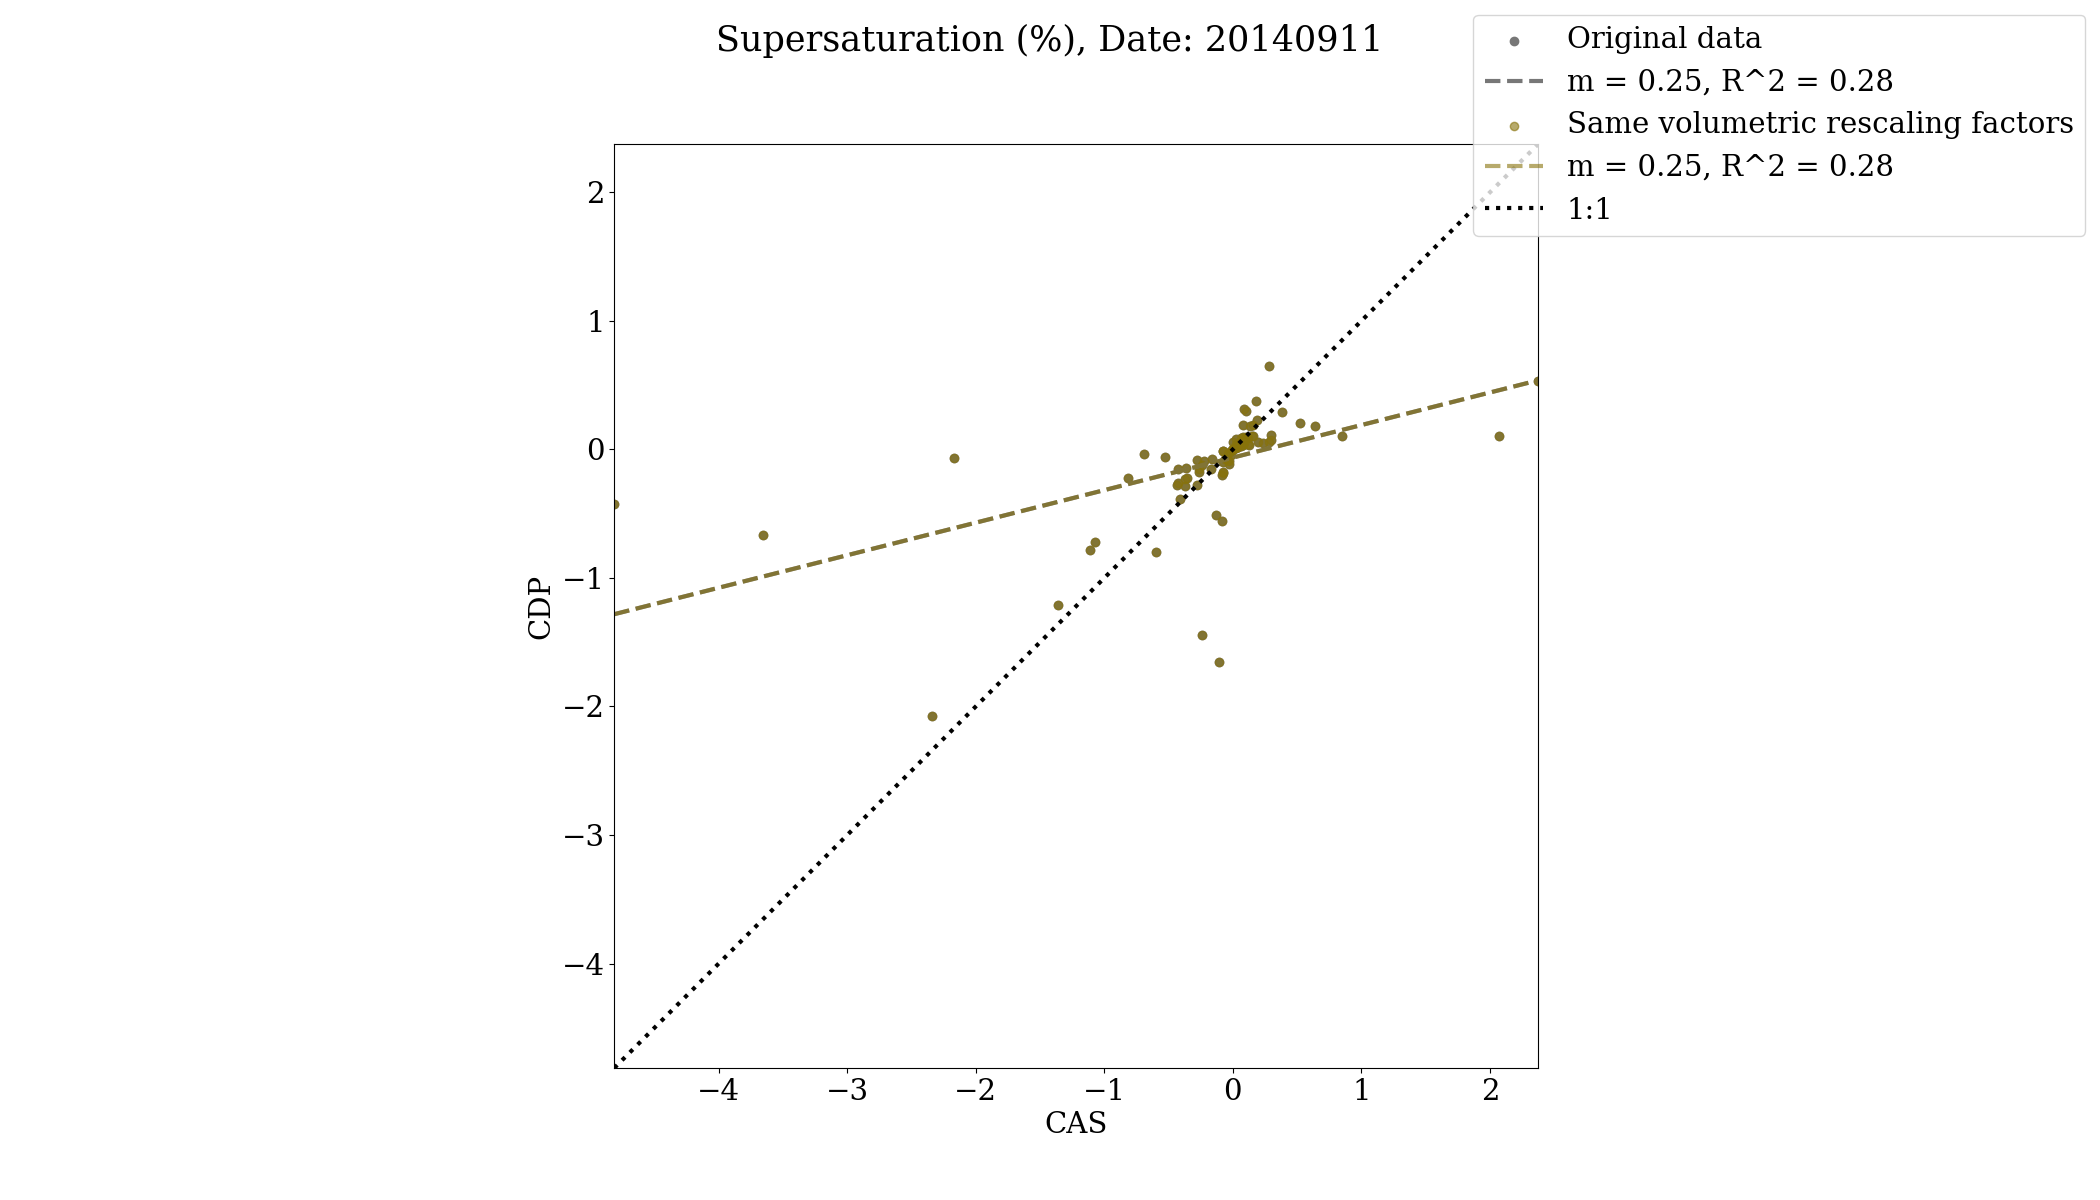 Supersaturation (%), Date: 20140911
Original data
m = 0.25, R^2 = 0.28
Same volumetric rescaling factors
m = 0.25, R^2 = 0.28
1:1
2
1
0
−1
−2
−3
−4
CDP
−4 −3 −2 −1 0 1 2
CAS